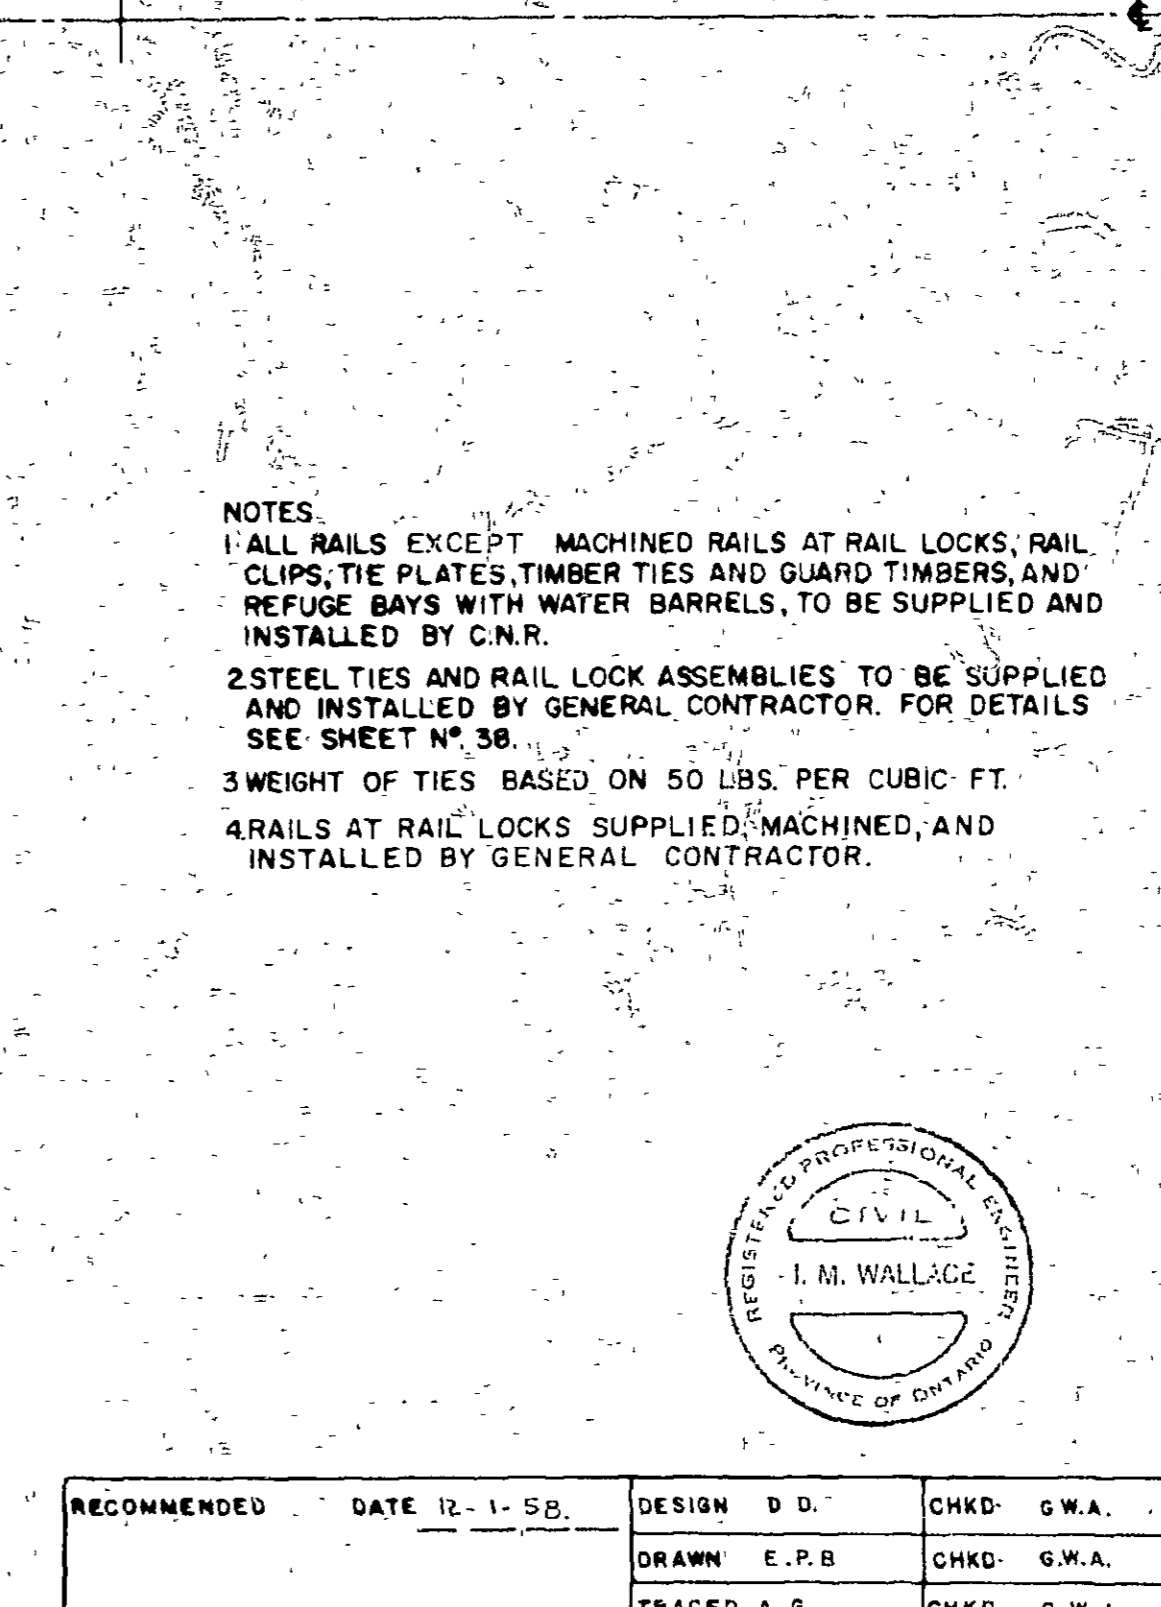 NOTES.
1. ALL RAILS EXCEPT MACHINED RAILS AT RAIL LOCKS, RAIL
CLIPS, TIE PLATES, TIMBER TIES AND GUARD TIMBERS, AND
REFUGE BAYS WITH WATER BARRELS, TO BE SUPPLIED AND
INSTALLED BY C.N.R.
2 STEEL TIES AND RAIL LOCK ASSEMBLIES TO BE SUPPLIED
AND INSTALLED BY GENERAL CONTRACTOR. FOR DETAILS
SEE SHEET Nº. 38.
3 WEIGHT OF TIES BASED ON 50 LBS. PER CUBIC FT.
4. RAILS AT RAIL LOCKS SUPPLIED, MACHINED, AND
INSTALLED BY GENERAL CONTRACTOR.
REGISTERED PROFESSIONAL ENGINEER
CIVIL
I. M. WALLACE
PROVINCE OF ONTARIO
RECOMMENDED DATE 12-1-58.
DESIGN D D. CHKD- G W.A.
DRAWN E.P.B CHKD- G.W.A.
TRACED A.G. CHKD